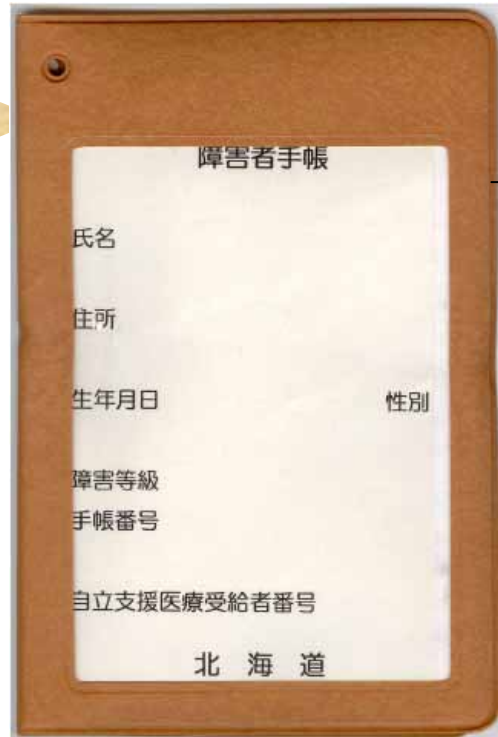 障害者手帳
氏名
住所
生年月日 性別
障害等級
手帳番号
自立支援医療受給者番号
北海道